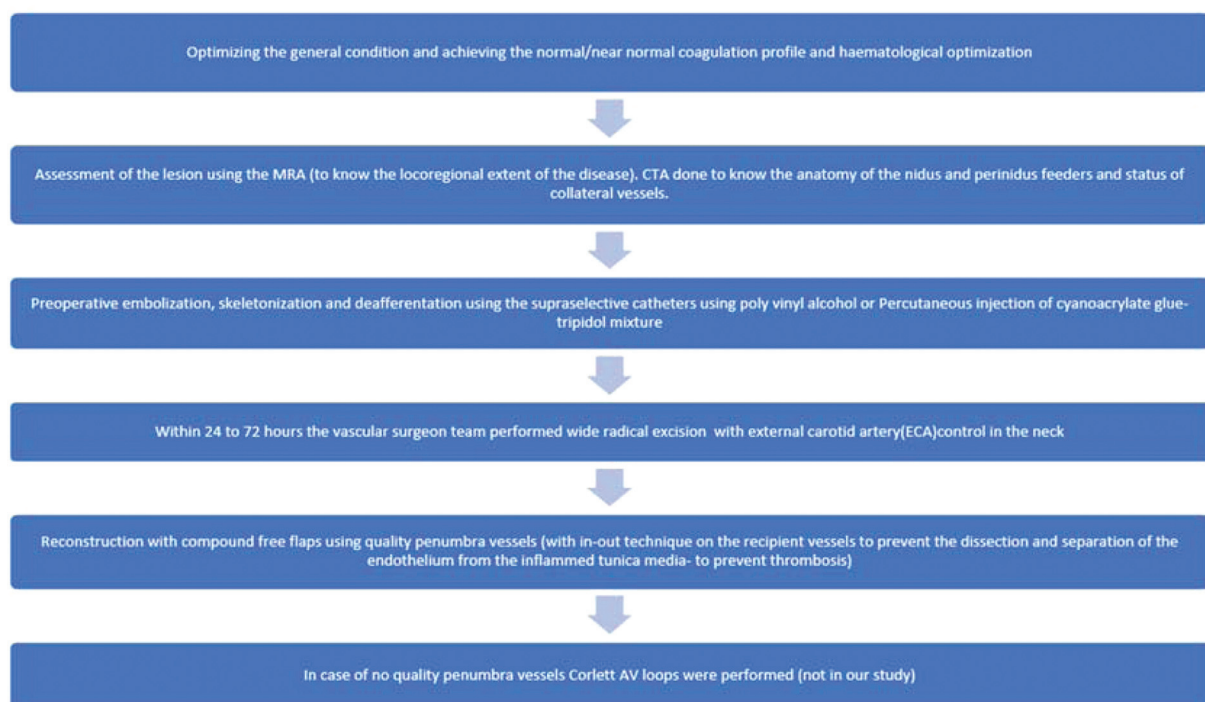 Optimizing the general condition and achieving the normal/near normal coagulation profile and haematological optimization
Assessment of the lesion using the MRA (to know the locoregional extent of the disease). CTA done to know the anatomy of the nidus and perinidus feeders and status of
collateral vessels.
Preoperative embolization, skeletonization and deafferentation using the supraselective catheters using poly vinyl alcohol or Percutaneous injection of cyanoacrylate glue-
tripidol mixture
Within 24 to 72 hours the vascular surgeon team performed wide radical excision with external carotid artery(ECA)control in the neck
Reconstruction with compound free flaps using quality penumbra vessels (with in-out technique on the recipient vessels to prevent the dissection and separation of the
endothelium from the inflammed tunica media- to prevent thrombosis)
In case of no quality penumbra vessels Corlett AV loops were performed (not in our study)